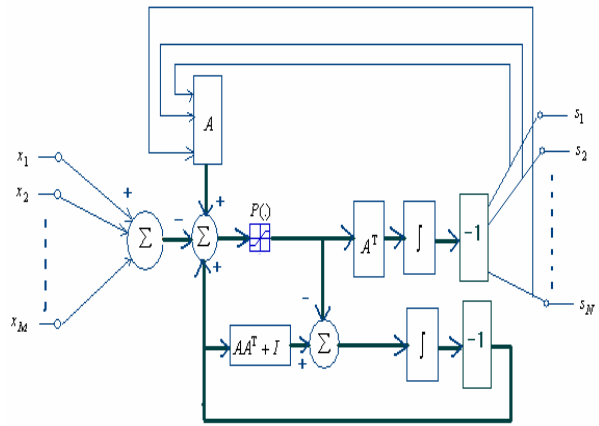 A
x1
x2
xM
+
Σ
−
+
Σ
+
P(.)
A^T
∫
-1
s1
s2
sN
−
AA^T + I
+
Σ
∫
-1